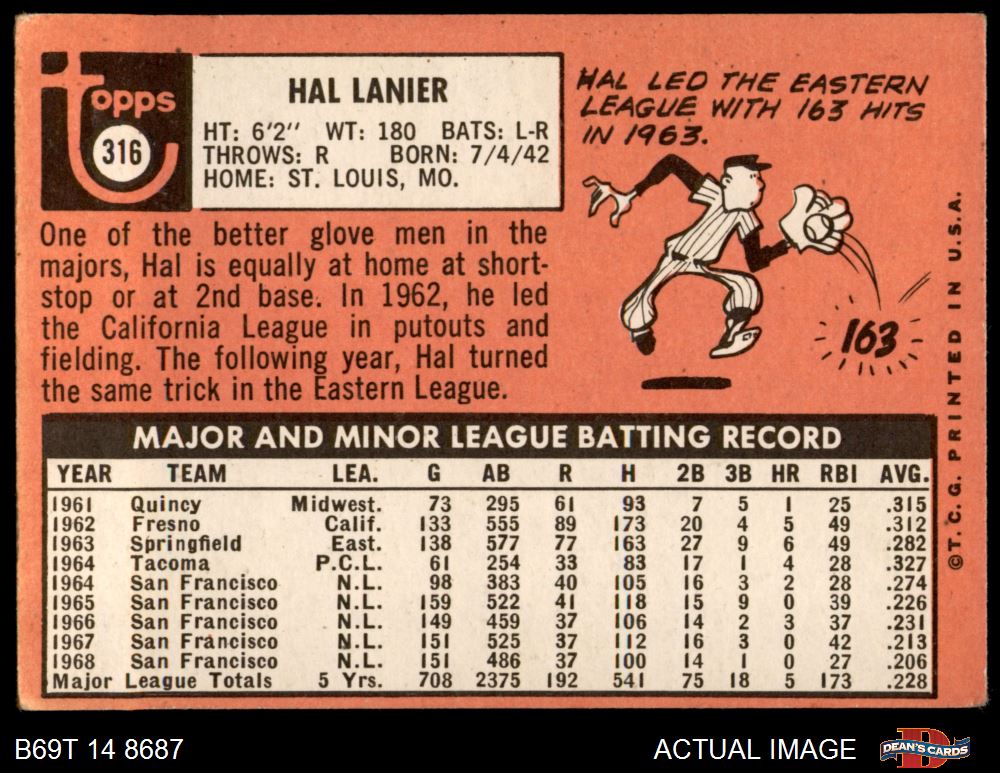 topps
316
HAL LANIER
HT: 6'2" WT: 180 BATS: L-R
THROWS: R BORN: 7/4/42
HOME: ST. LOUIS, MO.
HAL LED THE EASTERN
LEAGUE WITH 163 HITS
IN 1963.
163
One of the better glove men in the
majors, Hal is equally at home at short-
stop or at 2nd base. In 1962, he led
the California League in putouts and
fielding. The following year, Hal turned
the same trick in the Eastern League.
MAJOR AND MINOR LEAGUE BATTING RECORD
YEAR TEAM LEA. G AB R H 2B 3B HR RBI AVG.
1961 Quincy Midwest. 73 295 61 93 7 5 1 25 .315
1962 Fresno Calif. 133 555 89 173 20 4 5 49 .312
1963 Springfield East. 138 577 77 163 27 9 6 49 .282
1964 Tacoma P.C.L. 61 254 33 83 17 1 4 28 .327
1964 San Francisco N.L. 98 383 40 105 16 3 2 28 .274
1965 San Francisco N.L. 159 522 41 118 15 9 0 39 .226
1966 San Francisco N.L. 149 459 37 106 14 2 3 37 .231
1967 San Francisco N.L. 151 525 37 112 16 3 0 42 .213
1968 San Francisco N.L. 151 486 37 100 14 1 0 27 .206
Major League Totals 5 Yrs. 708 2375 192 541 75 18 5 173 .228
©T.C.G. PRINTED IN U.S.A.
B69T 14 8687
ACTUAL IMAGE
DEAN'S CARDS